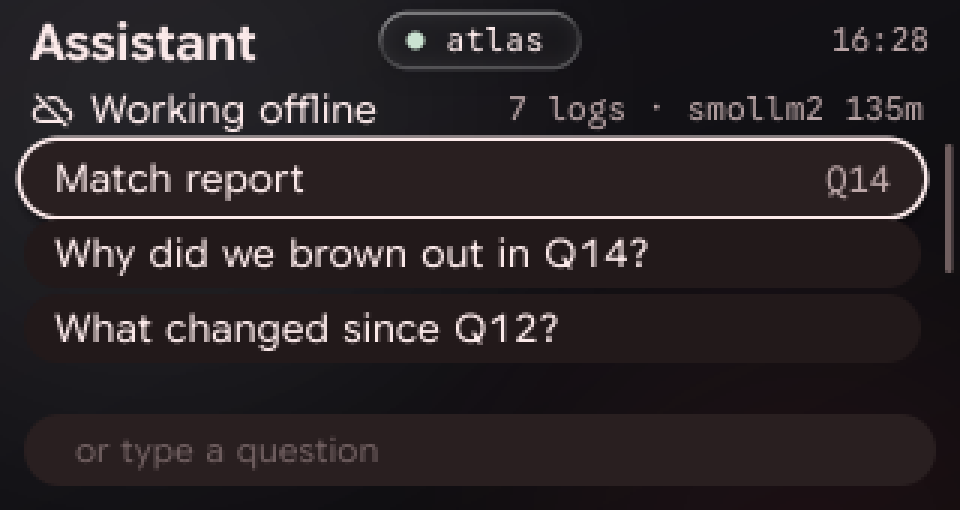 Assistant atlas 16:28
Working offline 7 logs · smollm2 135m
Match report Q14
Why did we brown out in Q14?
What changed since Q12?
or type a question